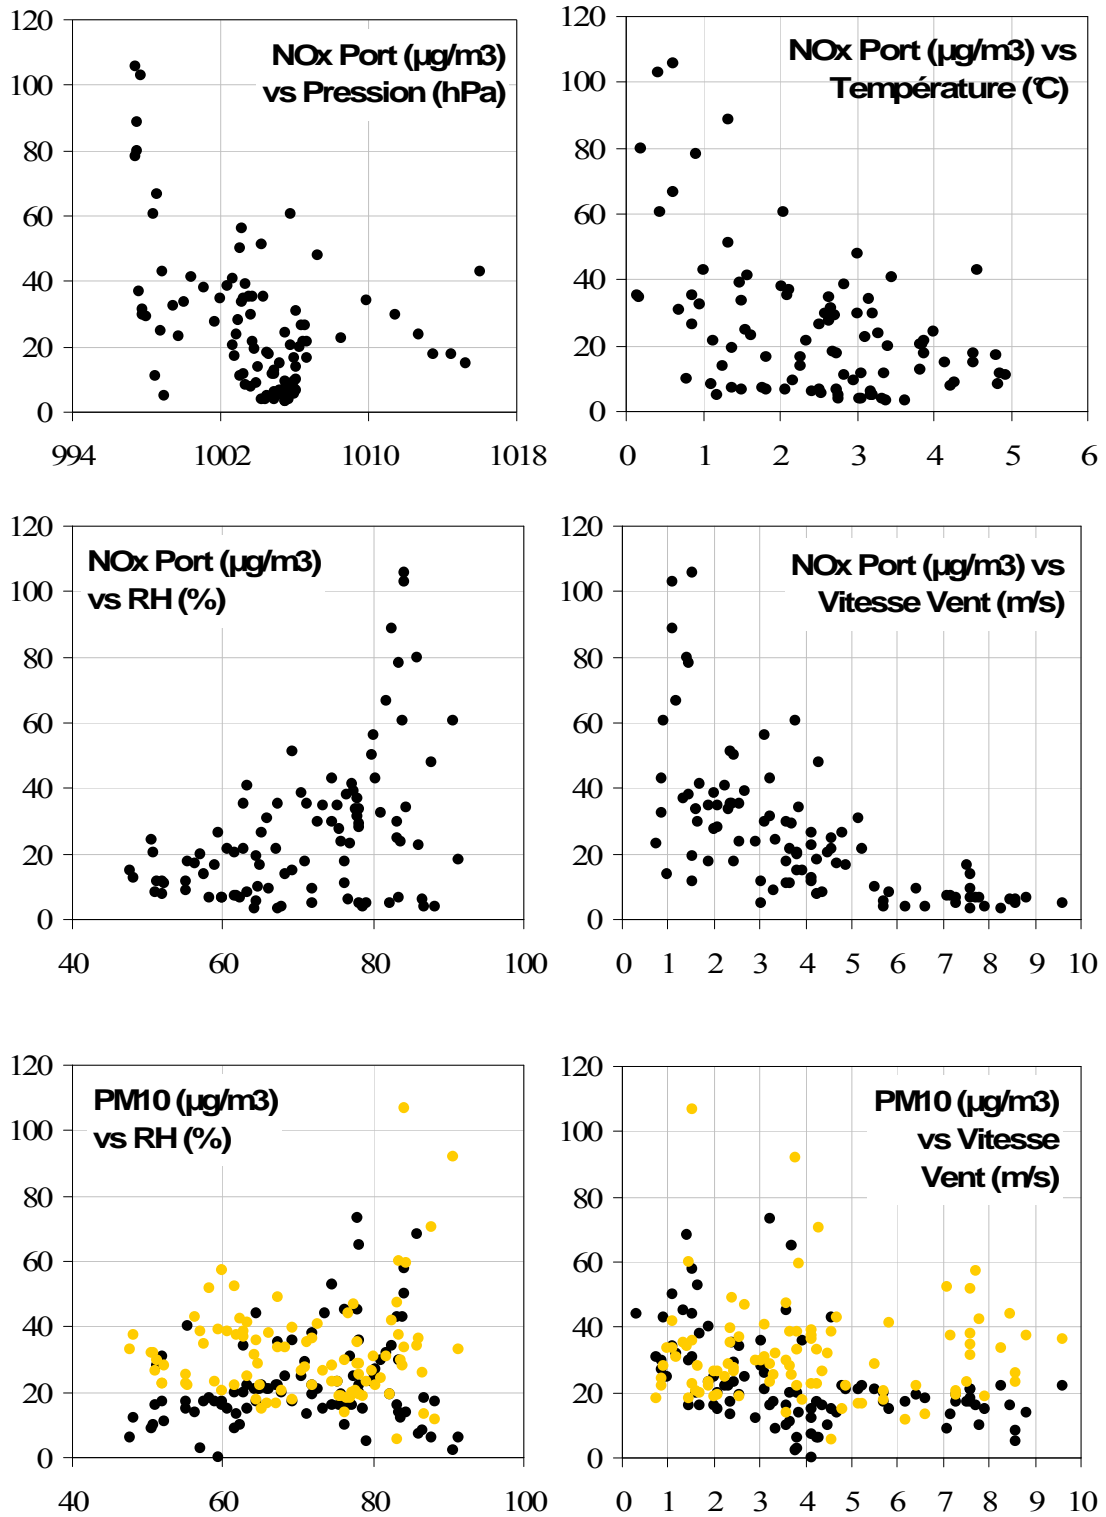 120
100
80
60
40
20
0
NOx Port (µg/m3)
vs Pression (hPa)
994 1002 1010 1018
120
100
80
60
40
20
0
NOx Port (µg/m3) vs
Température (°C)
0 1 2 3 4 5 6
120
100
80
60
40
20
0
NOx Port (µg/m3)
vs RH (%)
40 60 80 100
120
100
80
60
40
20
0
NOx Port (µg/m3) vs
Vitesse Vent (m/s)
0 1 2 3 4 5 6 7 8 9 10
120
100
80
60
40
20
0
PM10 (µg/m3)
vs RH (%)
40 60 80 100
120
100
80
60
40
20
0
PM10 (µg/m3)
vs Vitesse
Vent (m/s)
0 1 2 3 4 5 6 7 8 9 10